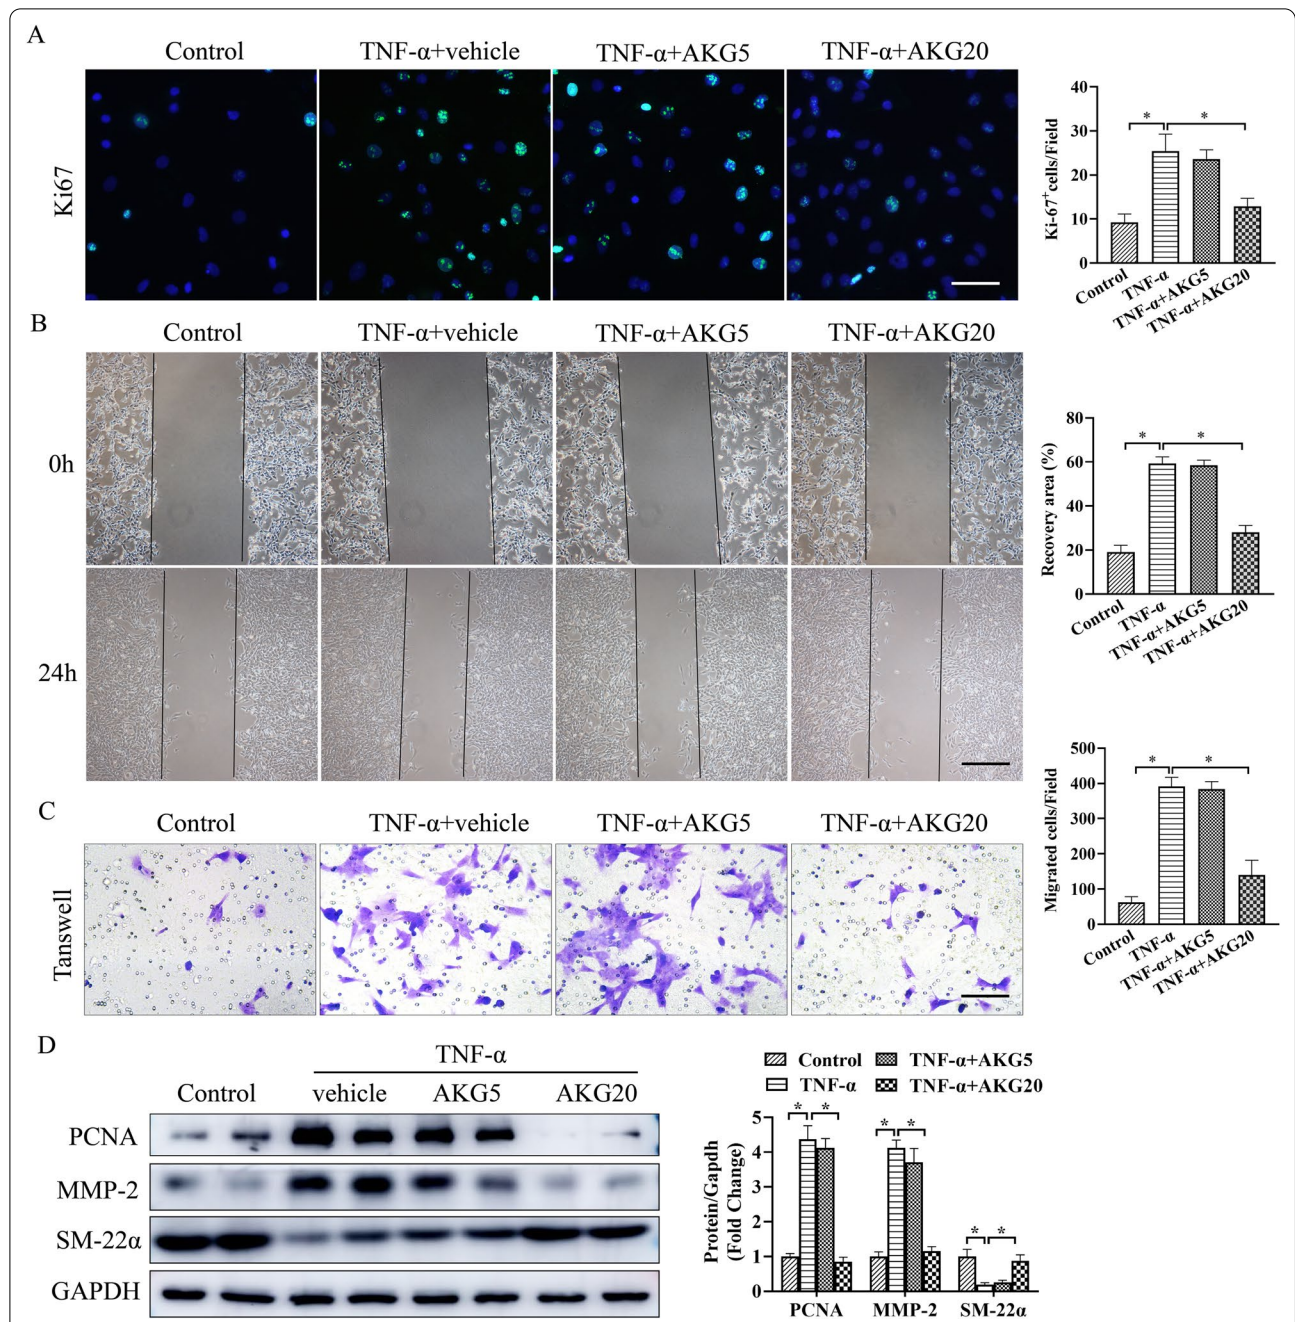 A
Control TNF-α+vehicle TNF-α+AKG5 TNF-α+AKG20
Ki67
40
30
20
10
0
Ki-67+cells/Field
* *
Control
TNF-α
TNF-α+AKG5
TNF-α+AKG20
B
Control TNF-α+vehicle TNF-α+AKG5 TNF-α+AKG20
0h
24h
80
60
40
20
0
Recovery area (%)
* *
Control
TNF-α
TNF-α+AKG5
TNF-α+AKG20
C
Control TNF-α+vehicle TNF-α+AKG5 TNF-α+AKG20
Tanswell
500
400
300
200
100
0
Migrated cells/Field
* *
Control
TNF-α
TNF-α+AKG5
TNF-α+AKG20
D
TNF-α
Control vehicle AKG5 AKG20
PCNA
MMP-2
SM-22α
GAPDH
Control TNF-α+AKG5
TNF-α TNF-α+AKG20
5
4
3
2
1
0
Protein/Gapdh
(Fold Change)
* * * * * *
PCNA MMP-2 SM-22α